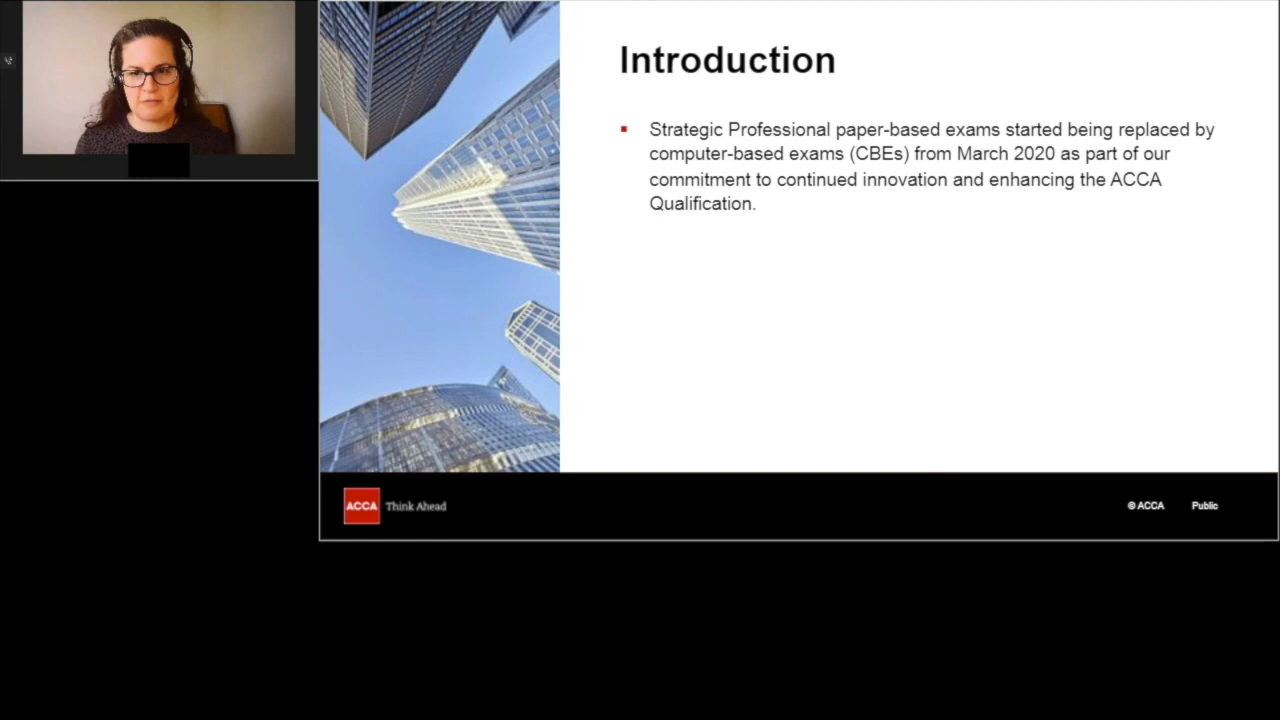 Introduction
Strategic Professional paper-based exams started being replaced by
computer-based exams (CBEs) from March 2020 as part of our
commitment to continued innovation and enhancing the ACCA
Qualification.
ACCA Think Ahead
© ACCA Public